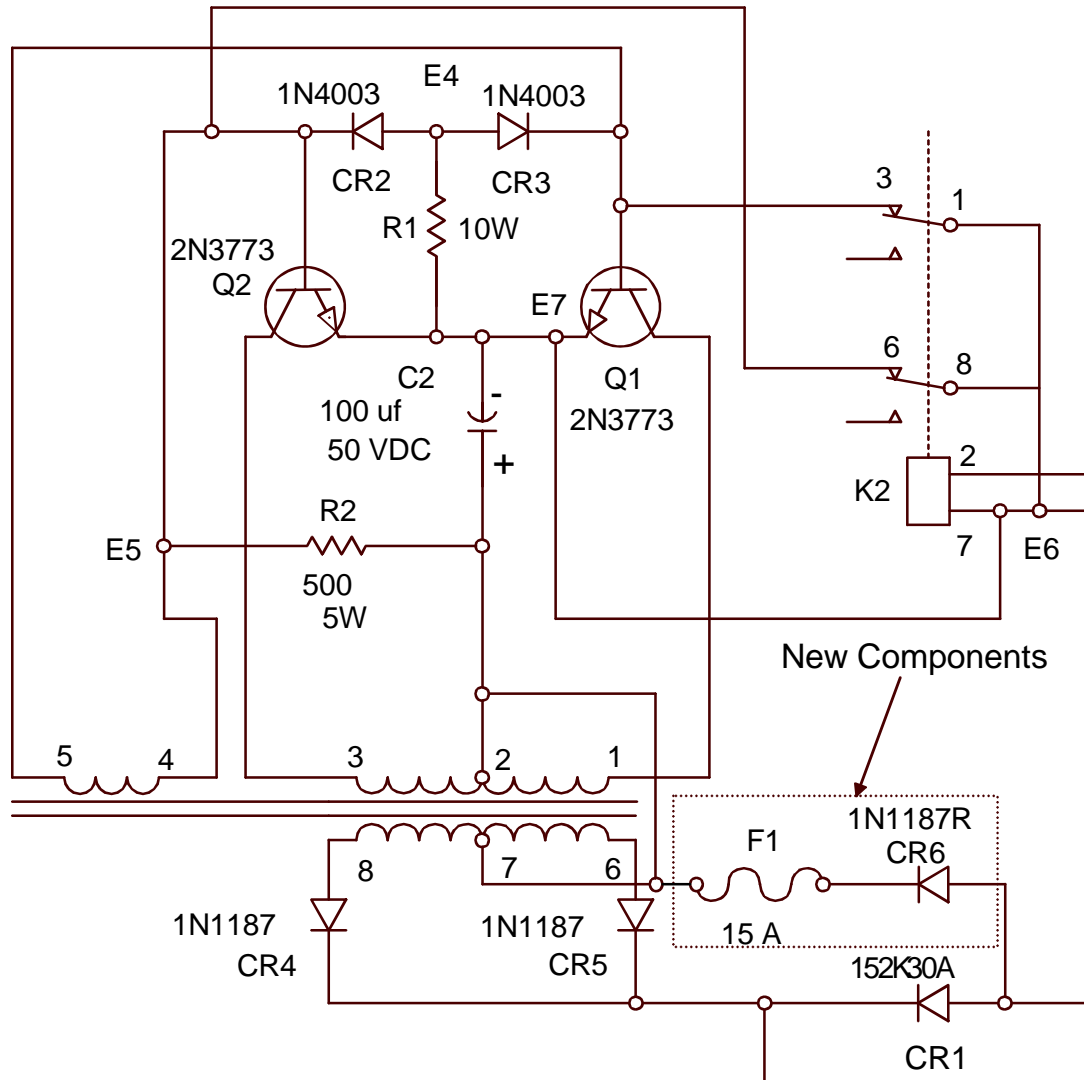 E4
1N4003
1N4003
CR2
CR3
3
1
R1
10W
2N3773
Q2
E7
6
8
C2
Q1
100 uf
-
2N3773
50 VDC
+
2
K2
R2
E5
7
E6
500
5W
New Components
5
4
3
2
1
1N1187R
F1
CR6
8
7
6
1N1187
1N1187
15 A
CR4
CR5
152K30A
CR1